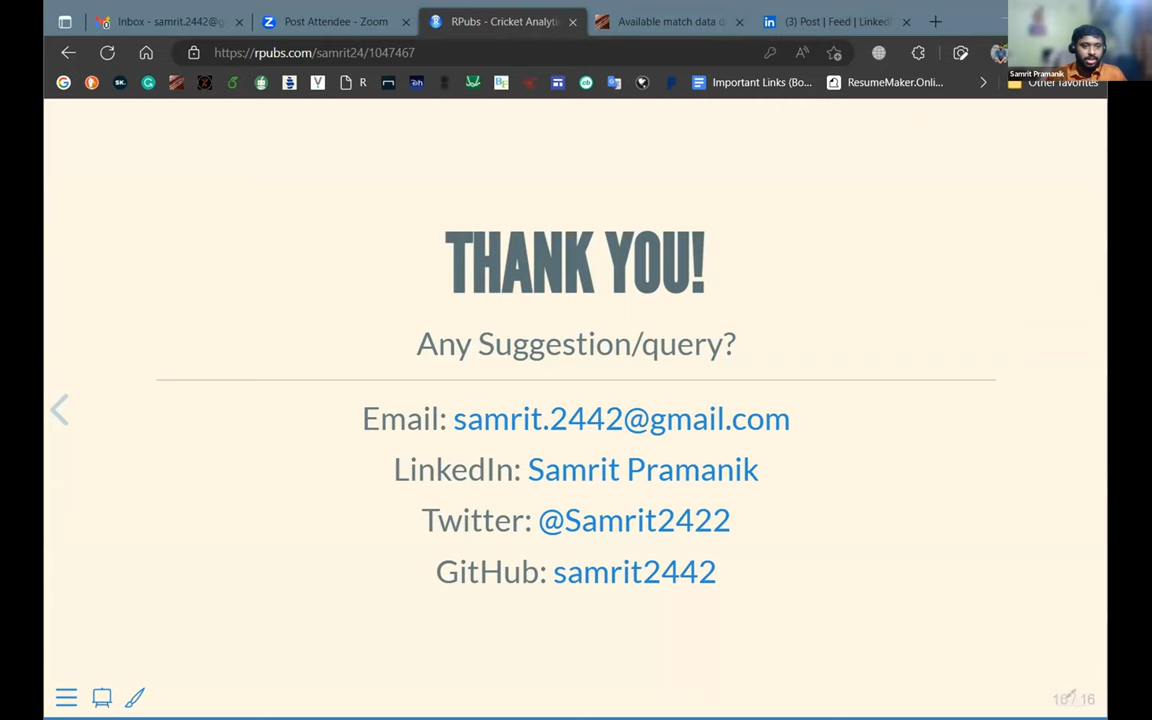 Inbox - samrit.2442@g
Post Attendee - Zoom
RPubs - Cricket Analyti
Available match data d
(3) Post | Feed | LinkedI
https://rpubs.com/samrit24/1047467
R
Important Links (Bo...
ResumeMaker.Onli...
Other favorites
Samrit Pramanik
THANK YOU!
Any Suggestion/query?
Email: samrit.2442@gmail.com
LinkedIn: Samrit Pramanik
Twitter: @Samrit2422
GitHub: samrit2442
16 / 16